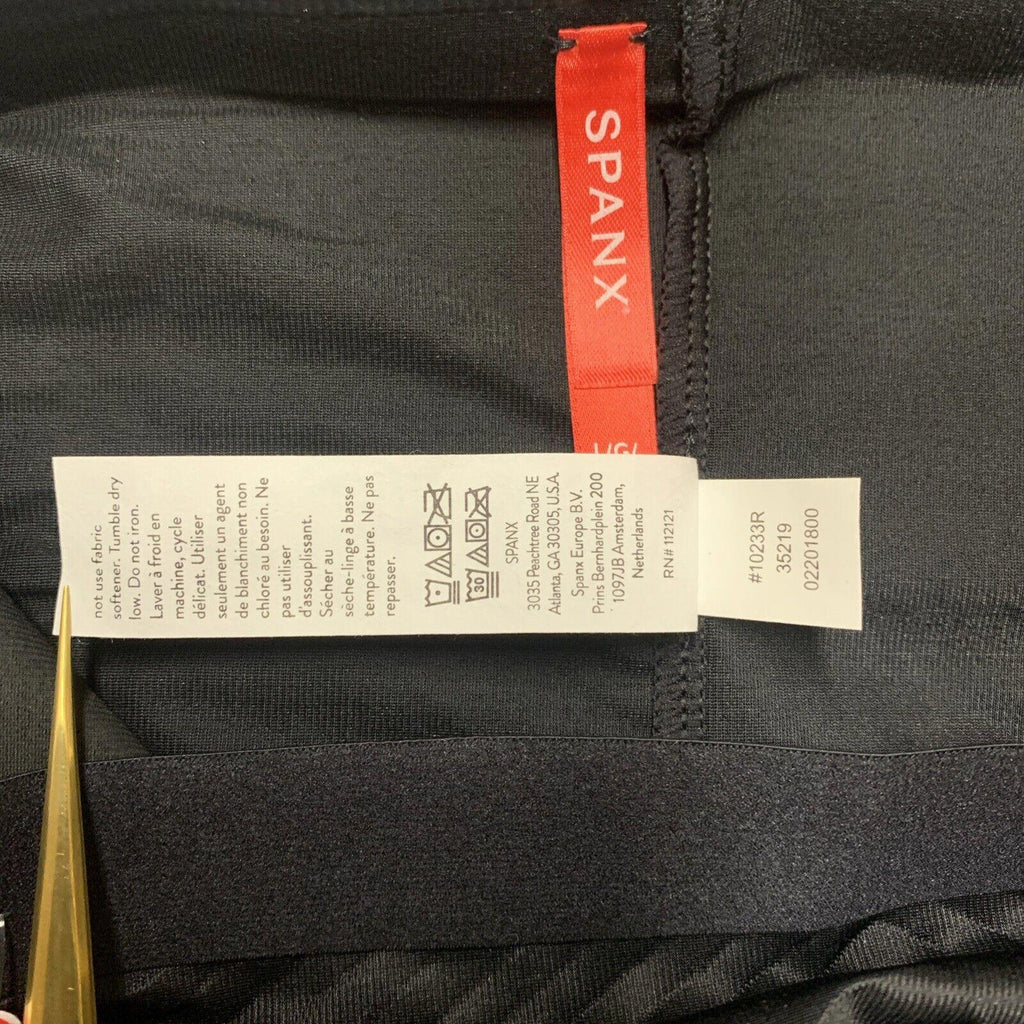 SPANX
L/G/
not use fabric
softener. Tumble dry
low. Do not iron.
Laver à froid en
machine, cycle
délicat. Utiliser
seulement un agent
de blanchiment non
chloré au besoin. Ne
pas utiliser
d'assouplissant.
Sécher au
sèche-linge à basse
température. Ne pas
repasser.
30
SPANX
3035 Peachtree Road NE
Atlanta, GA 30305, U.S.A.
Spanx Europe B.V.
Prins Bernhardplein 200
1097JB Amsterdam,
Netherlands
RN# 112121
#10233R
35219
02201800